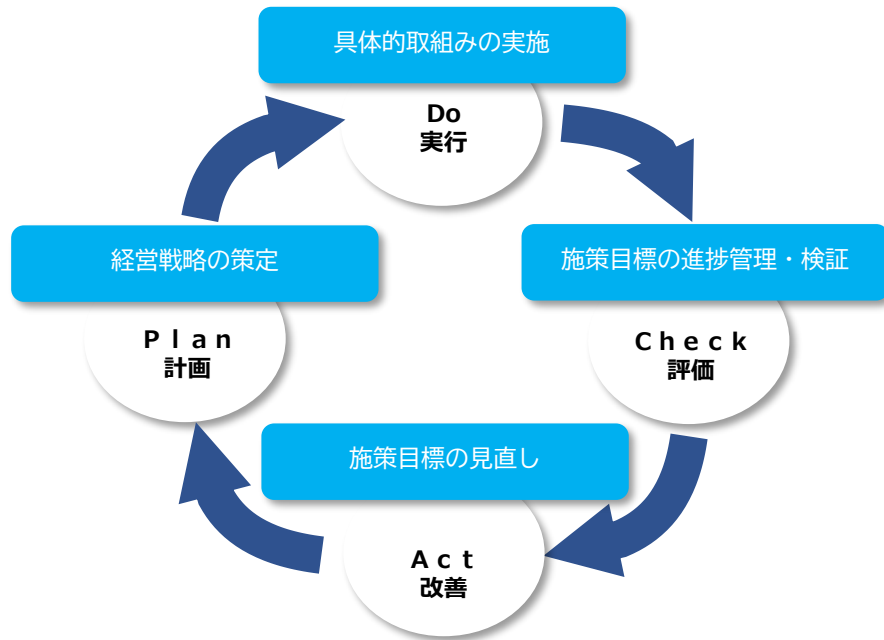 具体的取組みの実施
Do
実行
経営戦略の策定
Ｐｌａｎ
計画
施策目標の進捗管理・検証
Ｃｈｅｃｋ
評価
施策目標の見直し
Ａｃｔ
改善